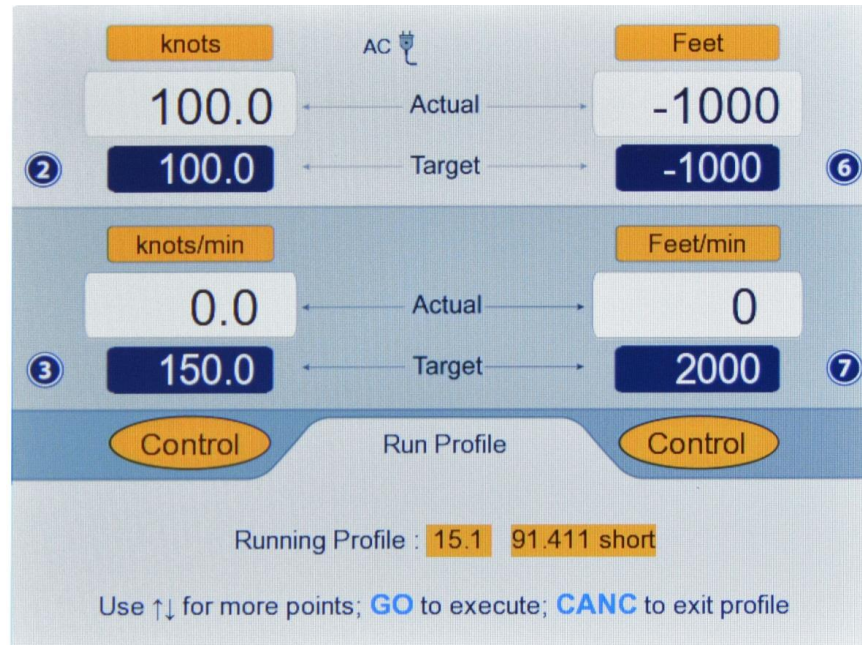 knots AC Feet
100.0 Actual -1000
2 100.0 Target -1000 6
knots/min Feet/min
0.0 Actual 0
3 150.0 Target 2000 7
Control Run Profile Control
Running Profile : 15.1 91.411 short
Use ↑↓ for more points; GO to execute; CANC to exit profile